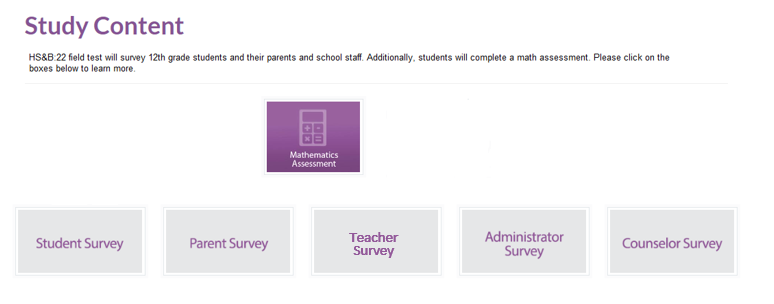 Study Content
HS&B:22 field test will survey 12th grade students and their parents and school staff. Additionally, students will complete a math assessment. Please click on the
boxes below to learn more.
Mathematics
Assessment
Student Survey
Parent Survey
Teacher
Survey
Administrator
Survey
Counselor Survey